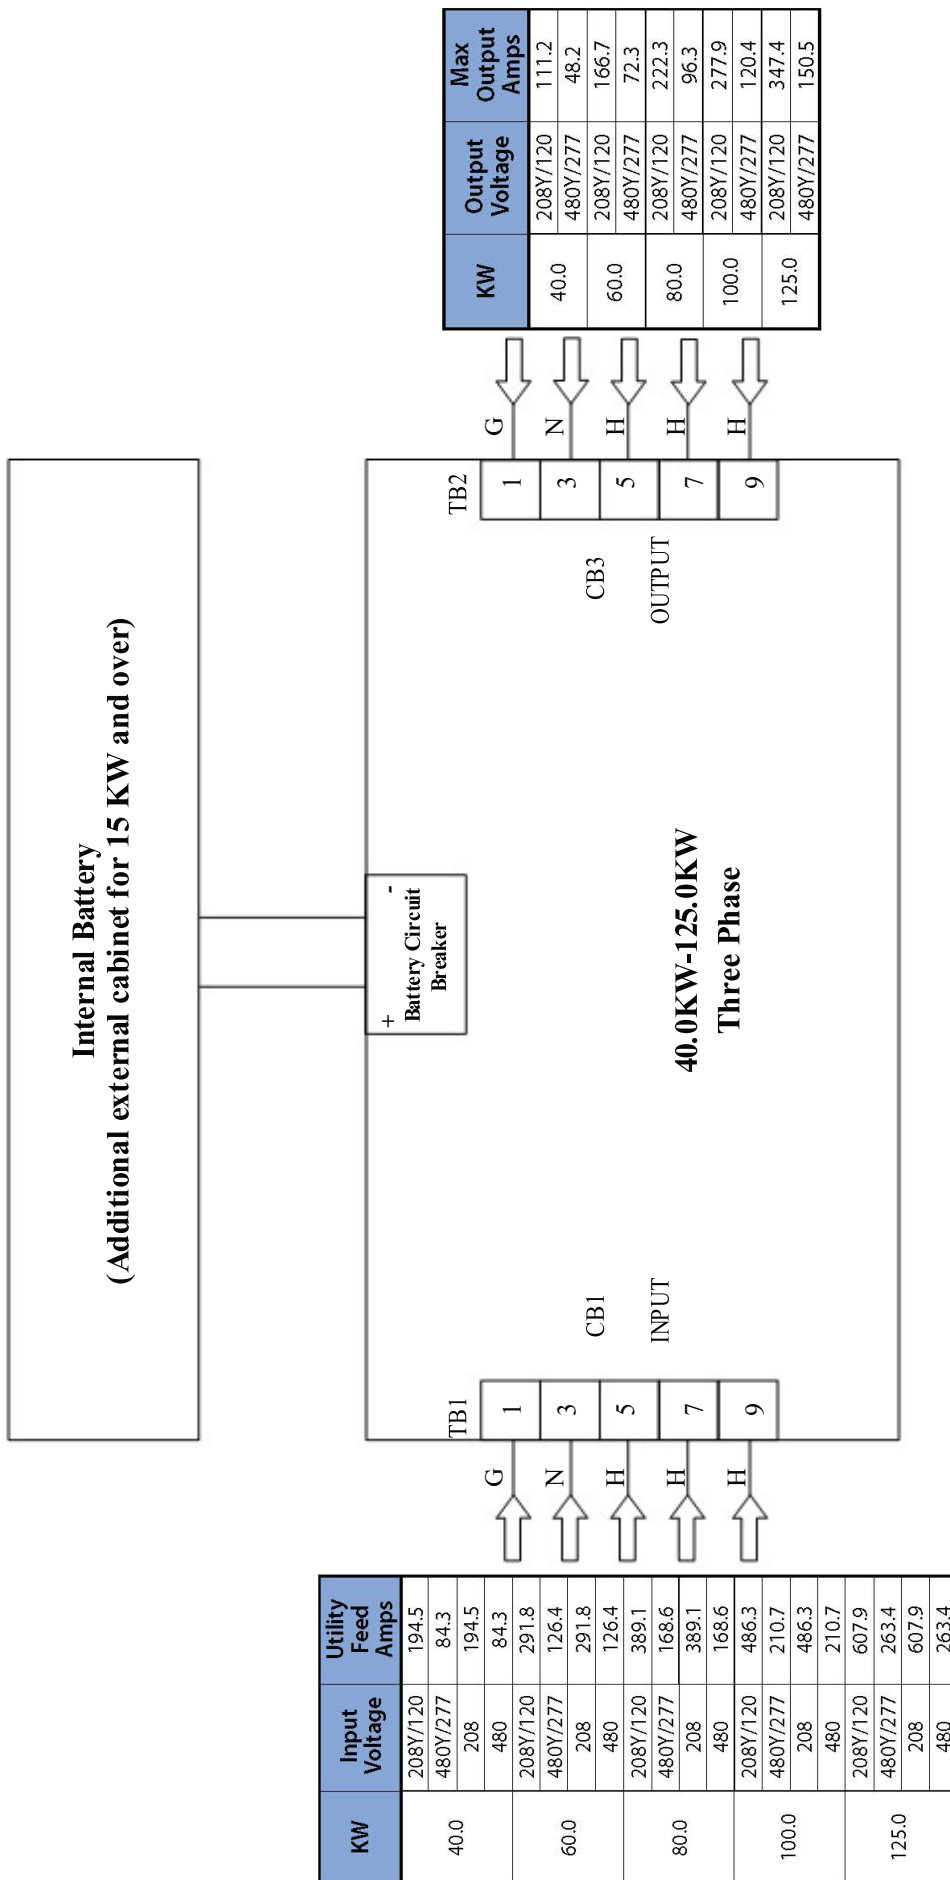 Internal Battery
(Additional external cabinet for 15 KW and over)
+ -
Battery Circuit
Breaker
KW Input Voltage Utility Feed Amps
40.0 208Y/120 194.5
480Y/277 84.3
208 194.5
480 84.3
60.0 208Y/120 291.8
480Y/277 126.4
208 291.8
480 126.4
80.0 208Y/120 389.1
480Y/277 168.6
208 389.1
480 168.6
100.0 208Y/120 486.3
480Y/277 210.7
208 486.3
480 210.7
125.0 208Y/120 607.9
480Y/277 263.4
208 607.9
480 263.4
TB1
G 1
N 3
H 5
H 7
H 9
CB1
INPUT
40.0KW-125.0KW
Three Phase
CB3
OUTPUT
TB2
1 G
3 N
5 H
7 H
9 H
KW Output Voltage Max Output Amps
40.0 208Y/120 111.2
480Y/277 48.2
60.0 208Y/120 166.7
480Y/277 72.3
80.0 208Y/120 222.3
480Y/277 96.3
100.0 208Y/120 277.9
480Y/277 120.4
125.0 208Y/120 347.4
480Y/277 150.5